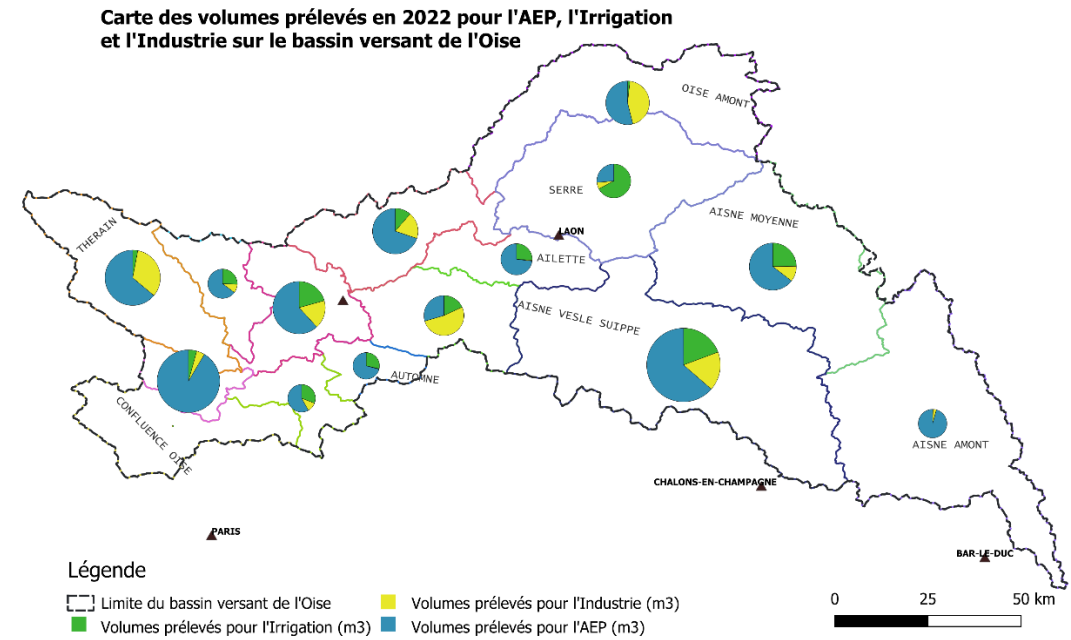 Carte des volumes prélevés en 2022 pour l'AEP, l'Irrigation
et l'Industrie sur le bassin versant de l'Oise
OISE AMONT
SERRE
AISNE MOYENNE
THERAIN
LAON
AILETTE
AISNE VESLE SUIPPE
AUTOMNE
CONFLUENCE OISE
AISNE AMONT
CHALONS-EN-CHAMPAGNE
PARIS
BAR-LE-DUC
Légende
Limite du bassin versant de l'Oise
Volumes prélevés pour l'Industrie (m3)
Volumes prélevés pour l'Irrigation (m3)
Volumes prélevés pour l'AEP (m3)
0 25 50 km